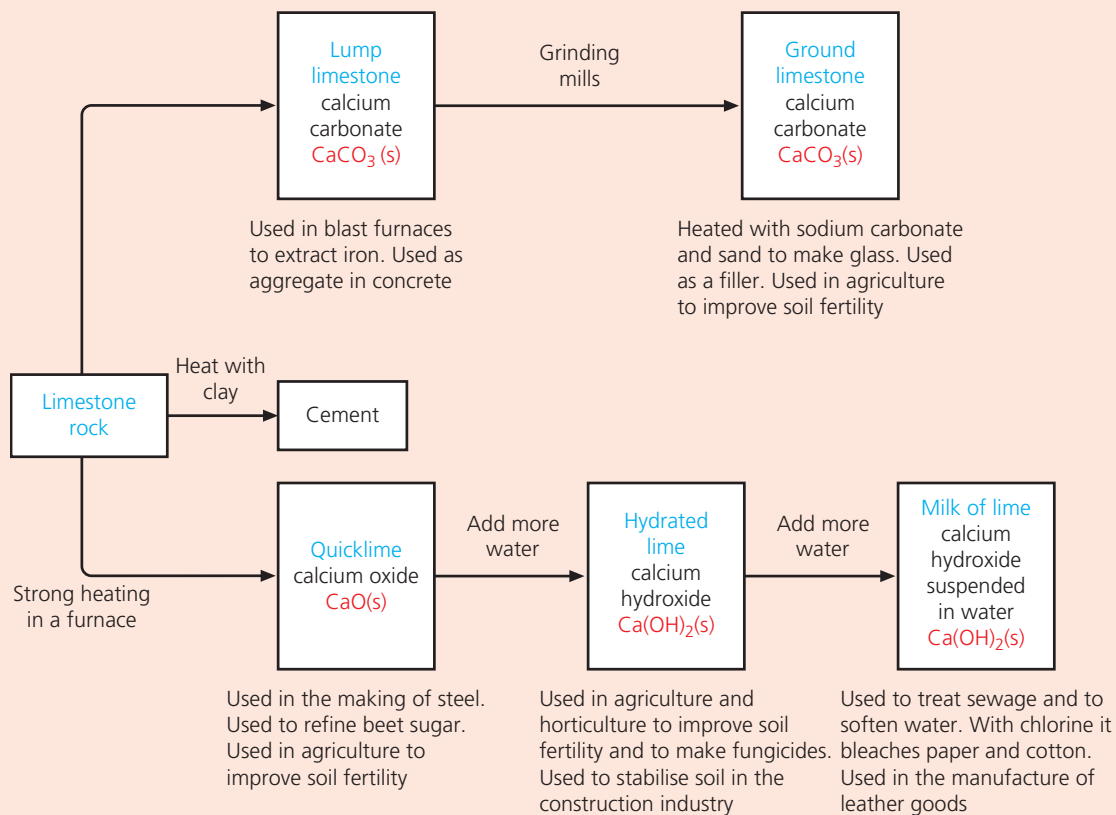 Lump
limestone
calcium
carbonate
CaCO₃ (s)
Grinding
mills
Ground
limestone
calcium
carbonate
CaCO₃(s)
Used in blast furnaces
to extract iron. Used as
aggregate in concrete
Heated with sodium carbonate
and sand to make glass. Used
as a filler. Used in agriculture
to improve soil fertility
Limestone
rock
Heat with
clay
Cement
Strong heating
in a furnace
Quicklime
calcium oxide
CaO(s)
Add more
water
Hydrated
lime
calcium
hydroxide
Ca(OH)₂(s)
Add more
water
Milk of lime
calcium
hydroxide
suspended
in water
Ca(OH)₂(s)
Used in the making of steel.
Used to refine beet sugar.
Used in agriculture to
improve soil fertility
Used in agriculture and
horticulture to improve soil
fertility and to make fungicides.
Used to stabilise soil in the
construction industry
Used to treat sewage and to
soften water. With chlorine it
bleaches paper and cotton.
Used in the manufacture of
leather goods